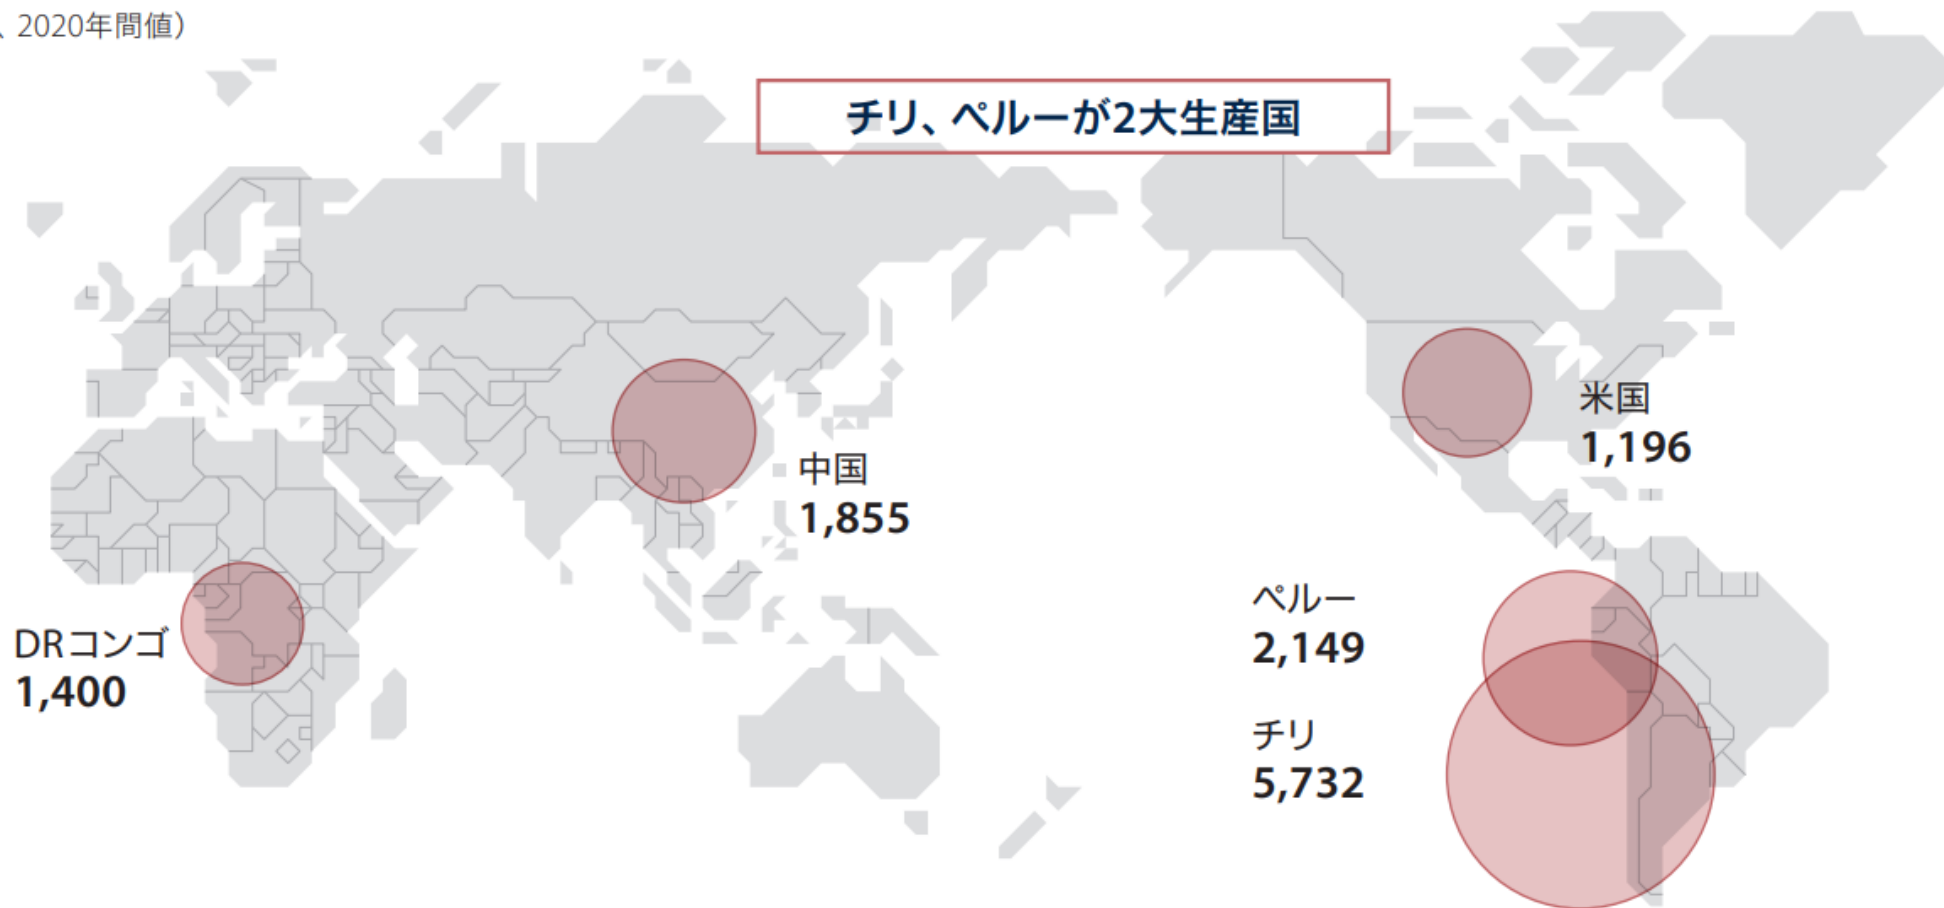 、2020年間値）
チリ、ペルーが2大生産国
米国
1,196
中国
1,855
ペルー
2,149
DRコンゴ
1,400
チリ
5,732